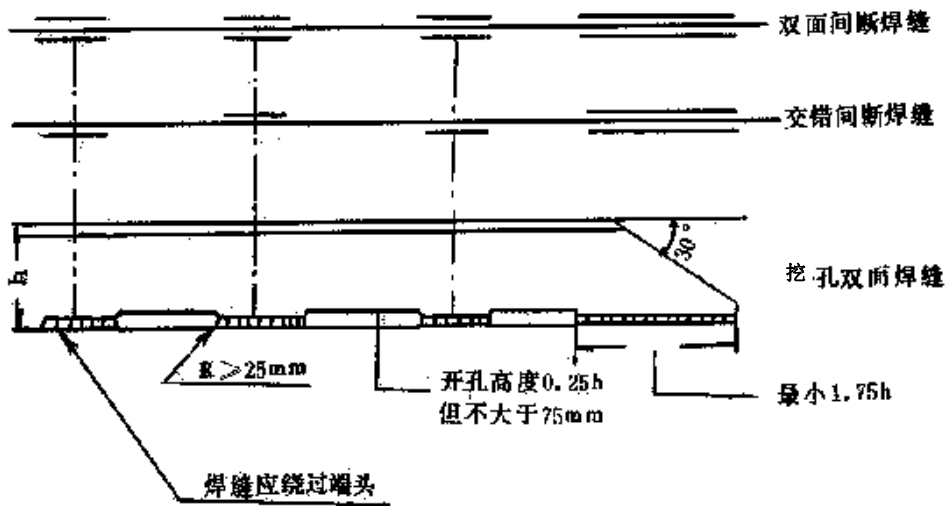 双面间断焊缝
交错间断焊缝
30°
h
挖孔双面焊缝
R≥25mm
开孔高度0.25h
但不大于75mm
最小1.75h
焊缝应绕过端头